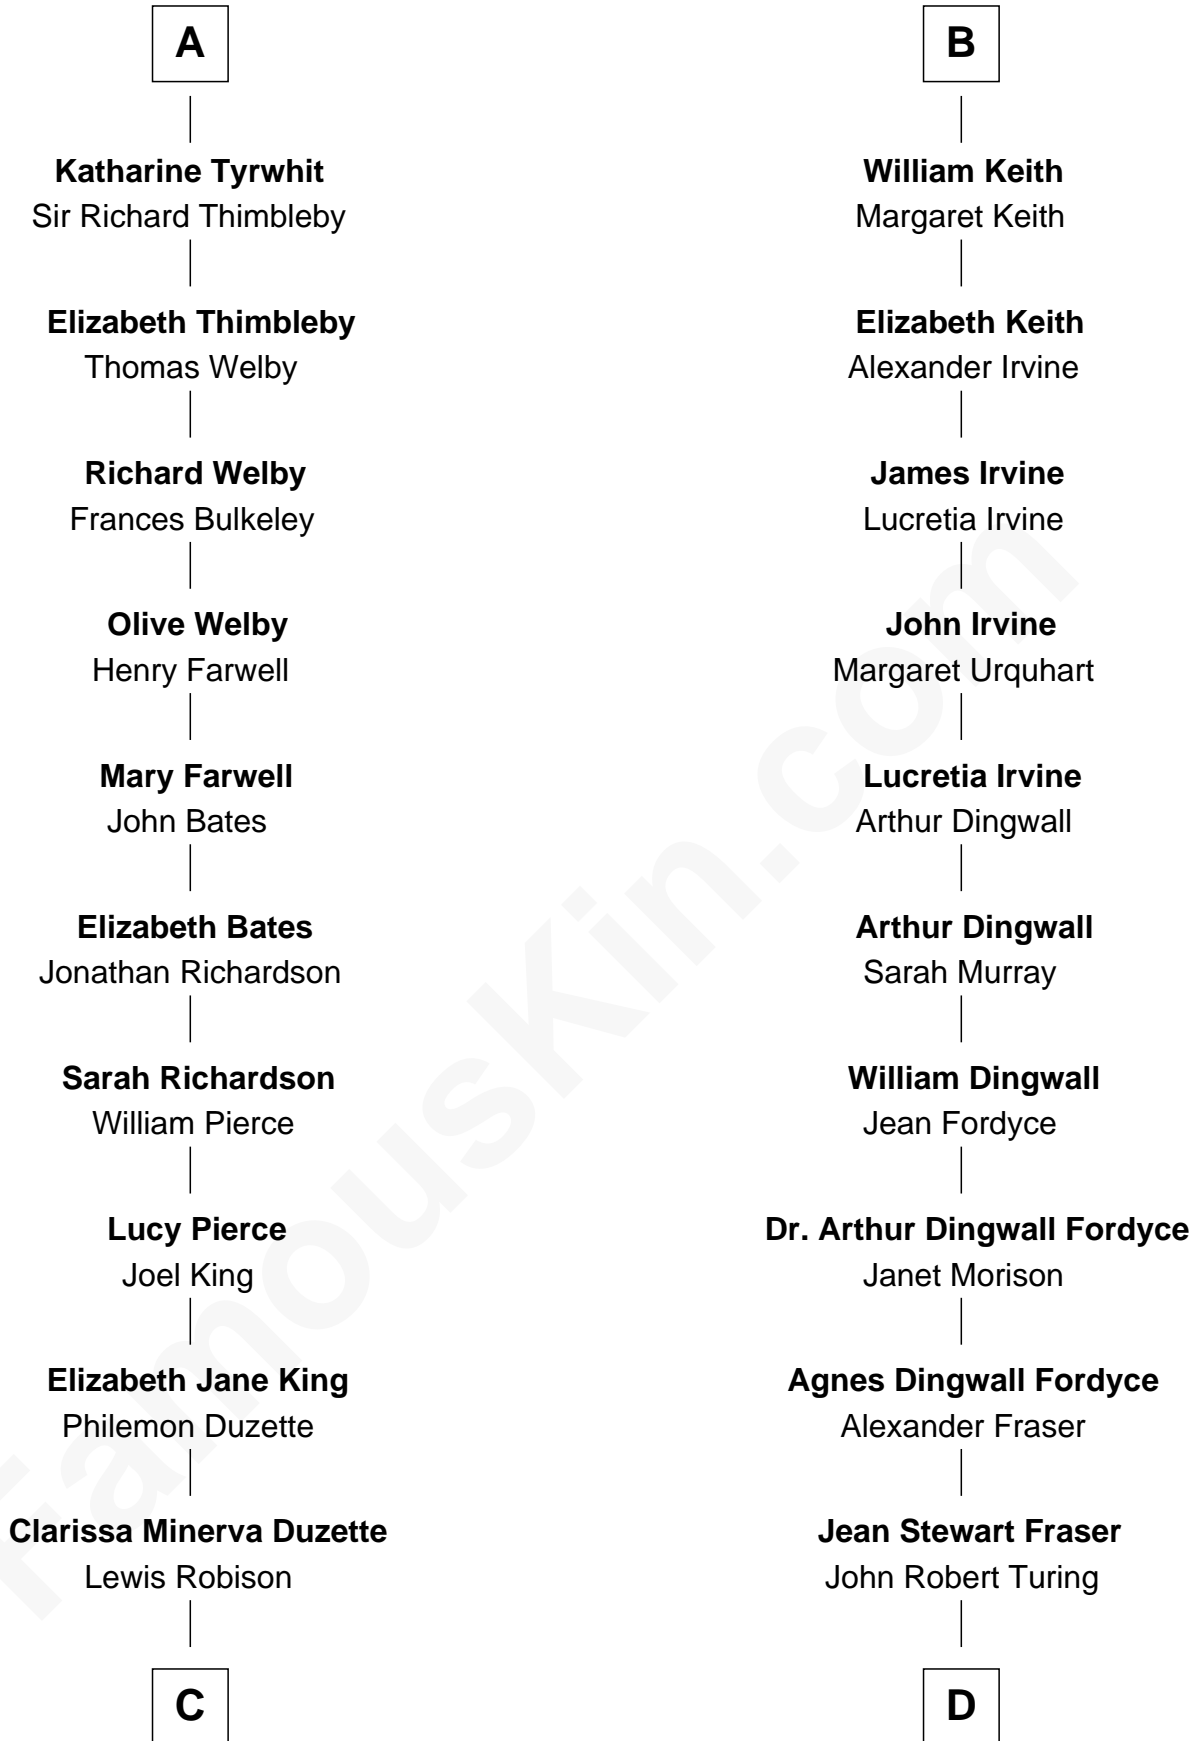 A
Katharine Tyrwhit
Sir Richard Thimbleby
Elizabeth Thimbleby
Thomas Welby
Richard Welby
Frances Bulkeley
Olive Welby
Henry Farwell
Mary Farwell
John Bates
Elizabeth Bates
Jonathan Richardson
Sarah Richardson
William Pierce
Lucy Pierce
Joel King
Elizabeth Jane King
Philemon Duzette
Clarissa Minerva Duzette
Lewis Robison
C
B
William Keith
Margaret Keith
Elizabeth Keith
Alexander Irvine
James Irvine
Lucretia Irvine
John Irvine
Margaret Urquhart
Lucretia Irvine
Arthur Dingwall
Arthur Dingwall
Sarah Murray
William Dingwall
Jean Fordyce
Dr. Arthur Dingwall Fordyce
Janet Morison
Agnes Dingwall Fordyce
Alexander Fraser
Jean Stewart Fraser
John Robert Turing
D
FamousKin.com